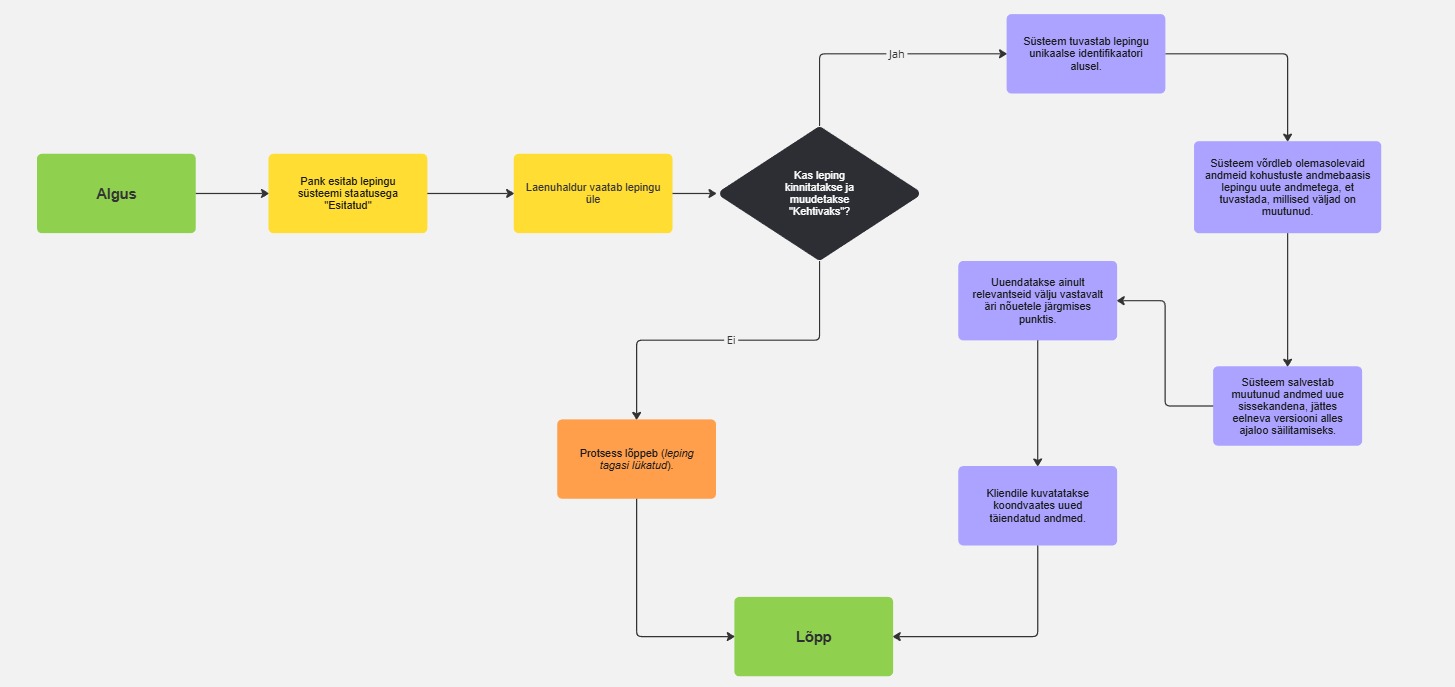 Algus
Pank esitab lepingu
süsteemi staatusega
"Esitatud"
Laenuhaldur vaatab lepingu
üle
Kas leping
kinnitatakse ja
muudetakse
"Kehtivaks"?
Jah
Süsteem tuvastab lepingu
unikaalse identifikaatori
alusel.
Süsteem võrdleb olemasolevaid
andmeid kohustuste andmebaasis
lepingu uute andmetega, et
tuvastada, millised väljad on
muutunud.
Süsteem salvestab
muutunud andmed uue
sissekandena, jättes
eelneva versiooni alles
ajaloo säilitamiseks.
Uuendatakse ainult
relevantseid välju vastavalt
äri nõuetele järgmises
punktis.
Kliendile kuvatatakse
koondvaates uued
täiendatud andmed.
Ei
Protsess lõppeb (leping
tagasi lükatud).
Lõpp